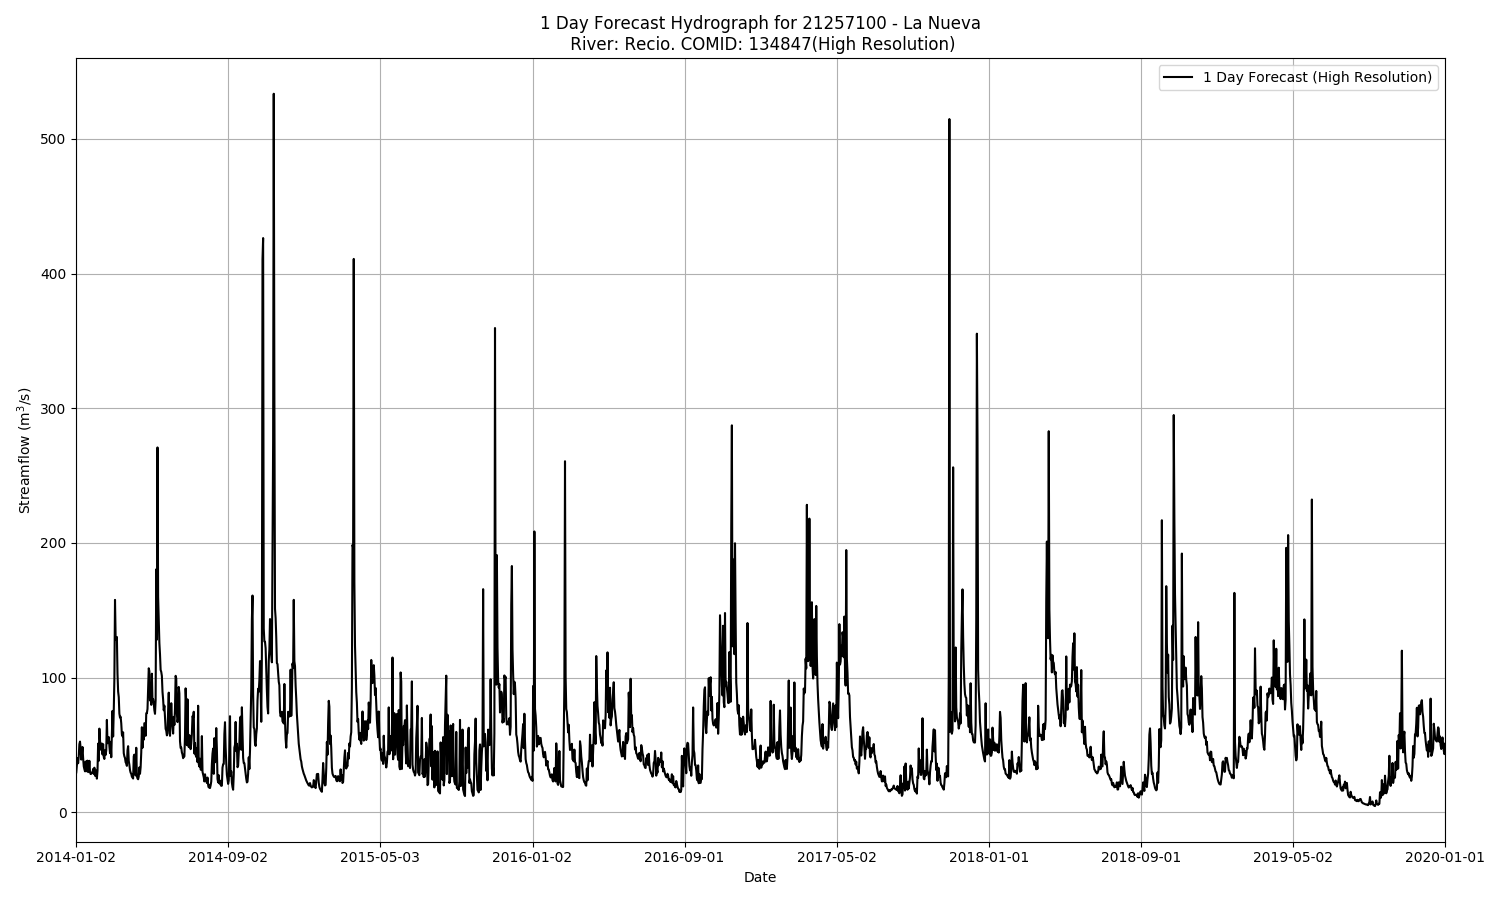 1 Day Forecast Hydrograph for 21257100 - La Nueva
River: Recio. COMID: 134847(High Resolution)
1 Day Forecast (High Resolution)
Streamflow (m³/s)
500
400
300
200
100
0
2014-01-02 2014-09-02 2015-05-03 2016-01-02 2016-09-01 2017-05-02 2018-01-01 2018-09-01 2019-05-02 2020-01-01
Date